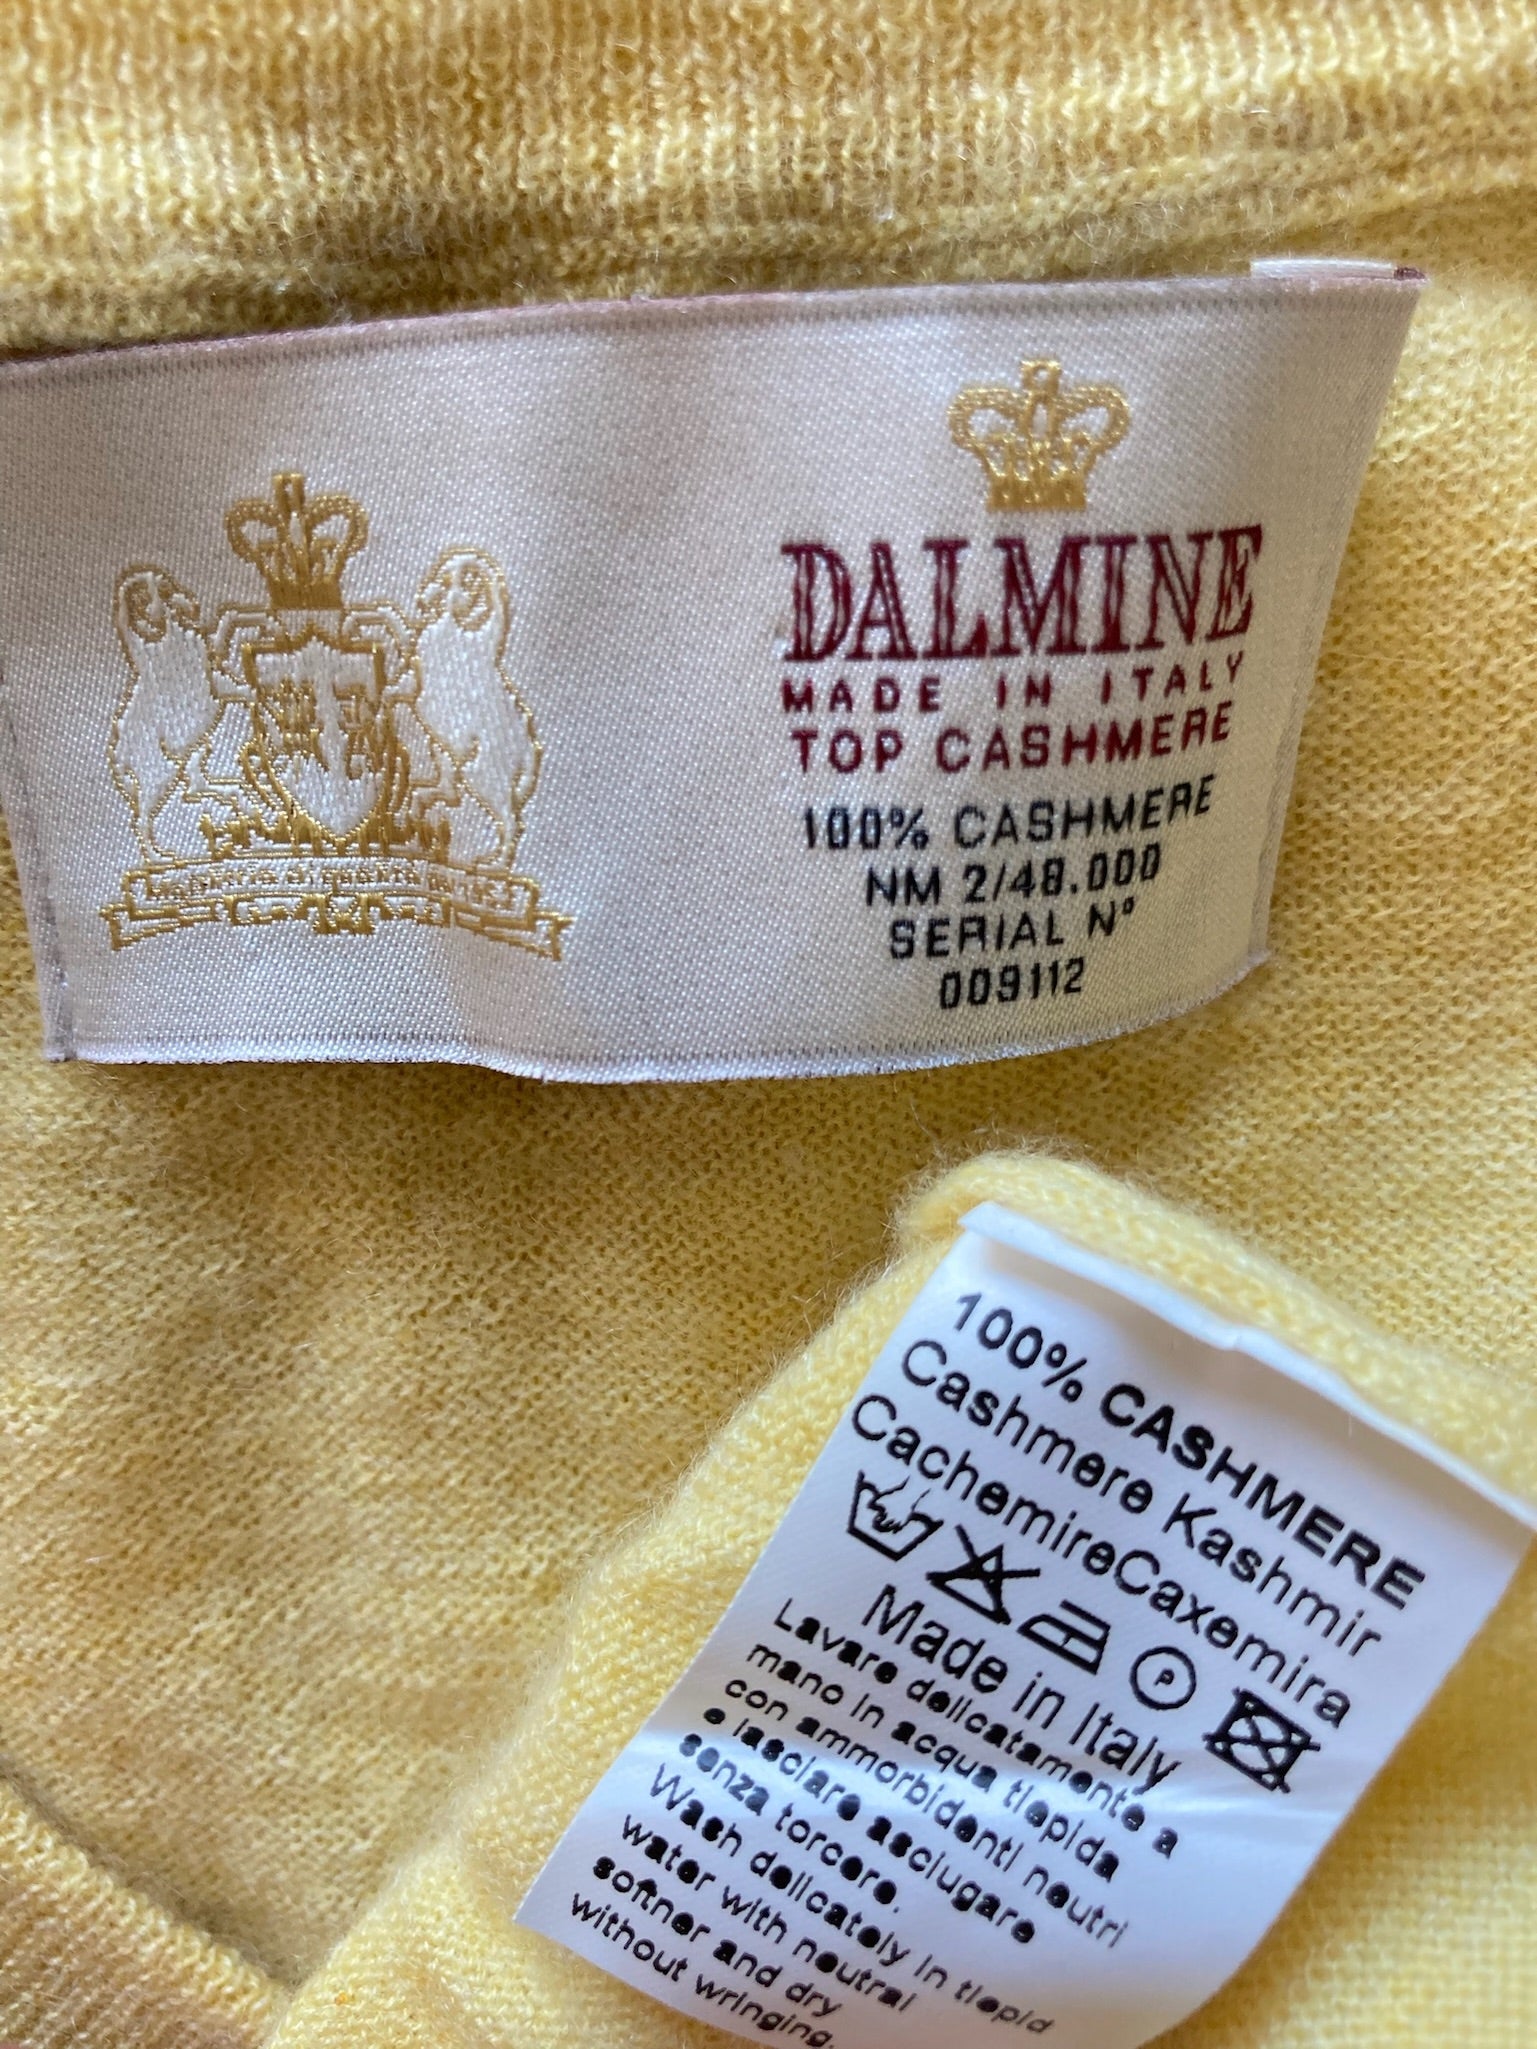 DALMINE
MADE IN ITALY
TOP CASHMERE
100% CASHMERE
NM 2/48.000
SERIAL N°
009112
100% CASHMERE
Cashmere Kashmir
CachemireCaxemira
P
Made in Italy
Lavare delicatamente a
mano in acqua tiepida
con ammorbidenti neutri
e lasciare asciugare
senza torcere.
Wash delicately in tiepid
water with neutral
softner and dry
without wringing.